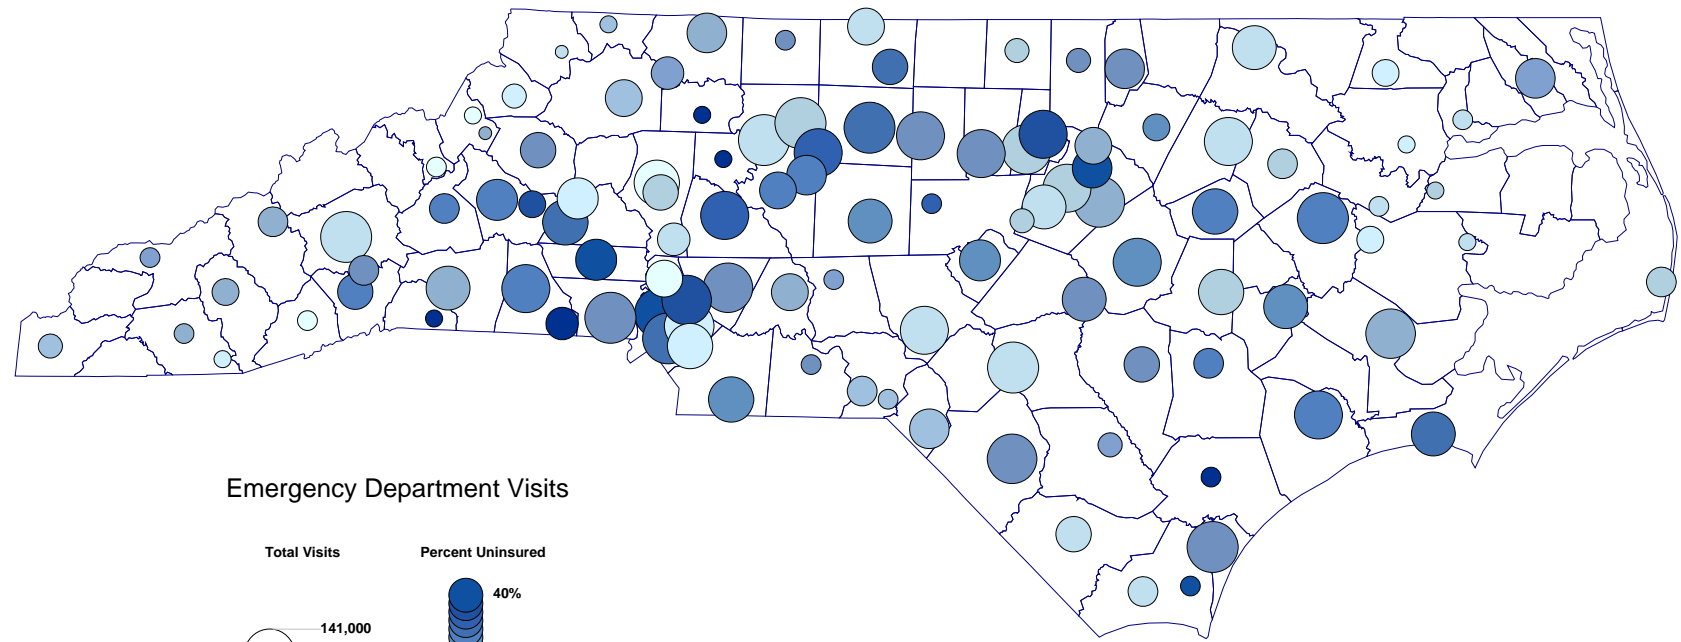 Emergency Department Visits
Total Visits
Percent Uninsured
40%
141,000